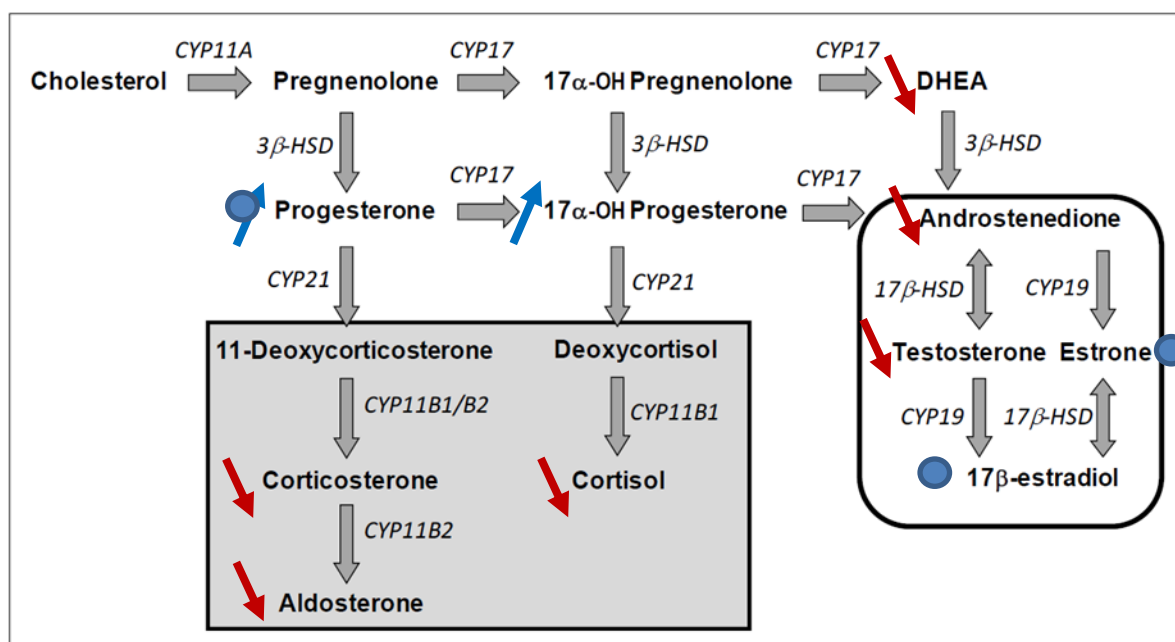 CYP11A CYP17 CYP17
Cholesterol Pregnenolone 17α-OH Pregnenolone DHEA
3β-HSD 3β-HSD 3β-HSD
CYP17 CYP17
Progesterone 17α-OH Progesterone Androstenedione
CYP21 CYP21 17β-HSD CYP19
11-Deoxycorticosterone Deoxycortisol Testosterone Estrone
CYP11B1/B2 CYP11B1 CYP19 17β-HSD
Corticosterone Cortisol 17β-estradiol
CYP11B2
Aldosterone